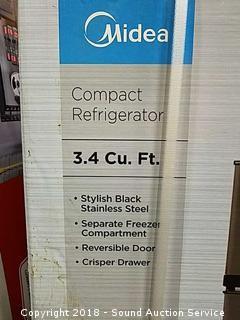 Midea
Compact
Refrigerator
3.4 Cu. Ft.
• Stylish Black
Stainless Steel
• Separate Freezer
Compartment
• Reversible Door
• Crisper Drawer
Copyright 2018 - Sound Auction Service